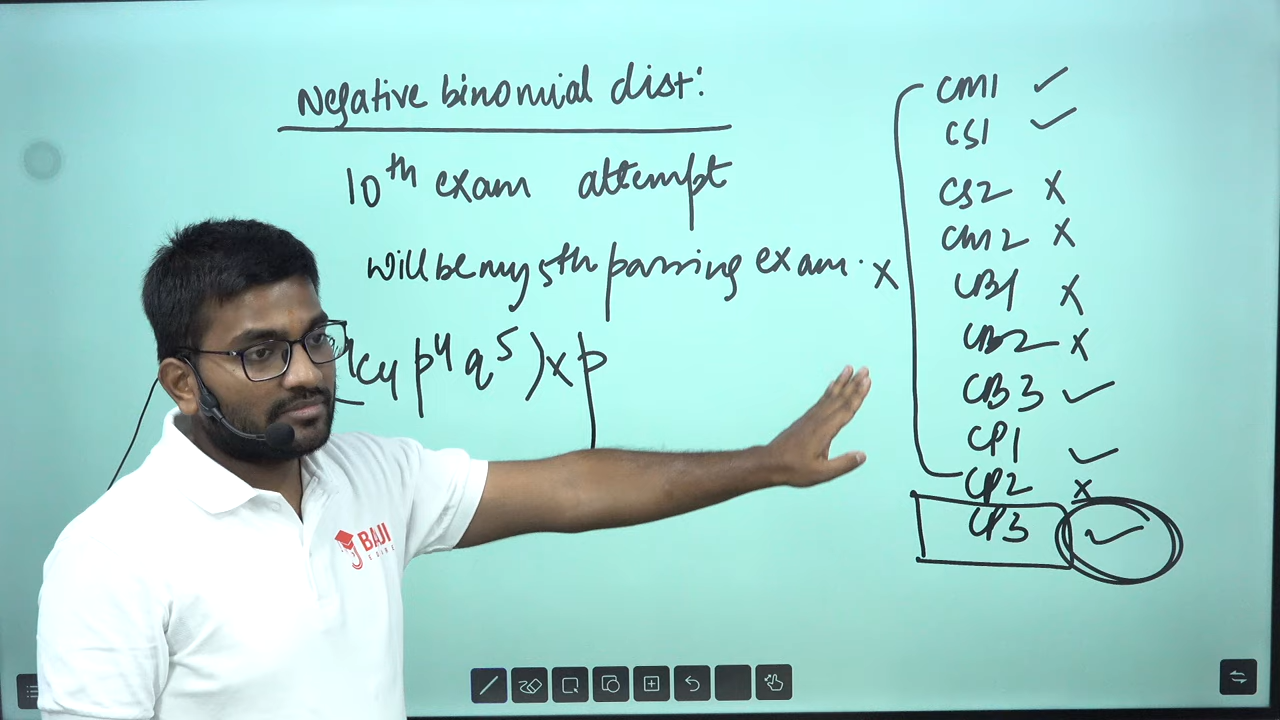 Negative binomial dist:
10th exam attempt
will be my 5th passing exam. x
C4 p4 q5 ) x p
CM1 ✓
CS1 ✓
CS2 X
CM2 X
CB1 X
CB2 X
CB3 ✓
CP1 ✓
CP2 X
CP3 ✓
BAJI